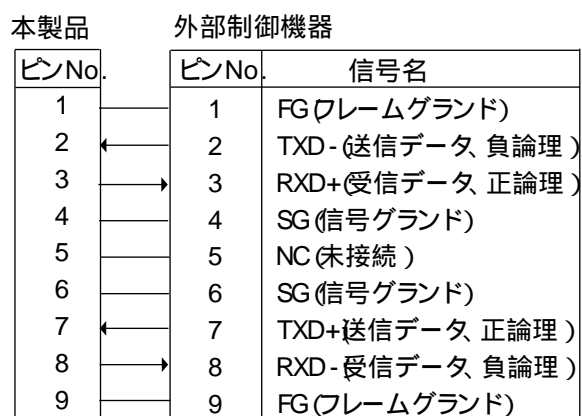 本製品 外部制御機器
ピンNo. ピンNo. 信号名
1 1 FG(フレームグランド)
2 2 TXD-(送信データ、負論理)
3 3 RXD+(受信データ、正論理)
4 4 SG(信号グランド)
5 5 NC(未接続)
6 6 SG(信号グランド)
7 7 TXD+(送信データ、正論理)
8 8 RXD-(受信データ、負論理)
9 9 FG(フレームグランド)